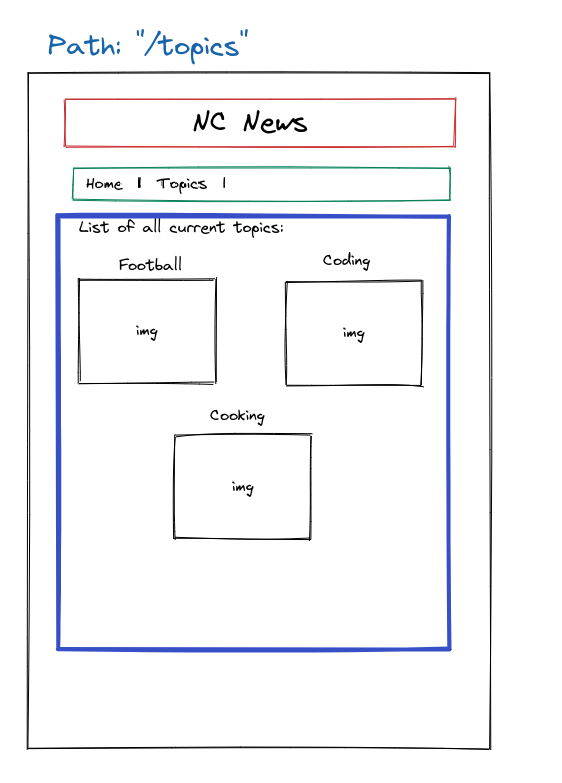 Path: "/topics"
NC News
Home | Topics |
List of all current topics:
Football
Coding
img
img
Cooking
img